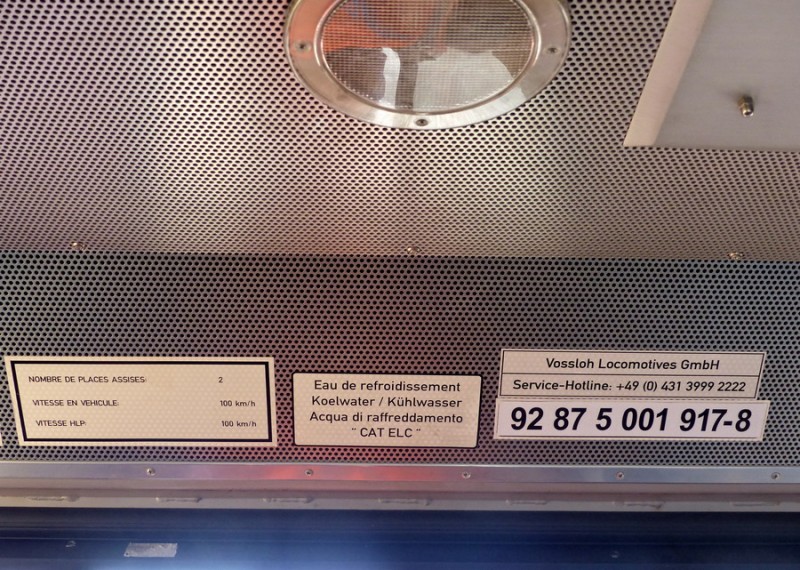 NOMBRE DE PLACES ASSISES: 2
VITESSE EN VEHICULE: 100 km/h
VITESSE HLP: 100 km/h
Eau de refroidissement
Koelwater / Kühlwasser
Acqua di raffreddamento
" CAT ELC "
Vossloh Locomotives GmbH
Service-Hotline: +49 (0) 431 3999 2222
92 87 5 001 917-8